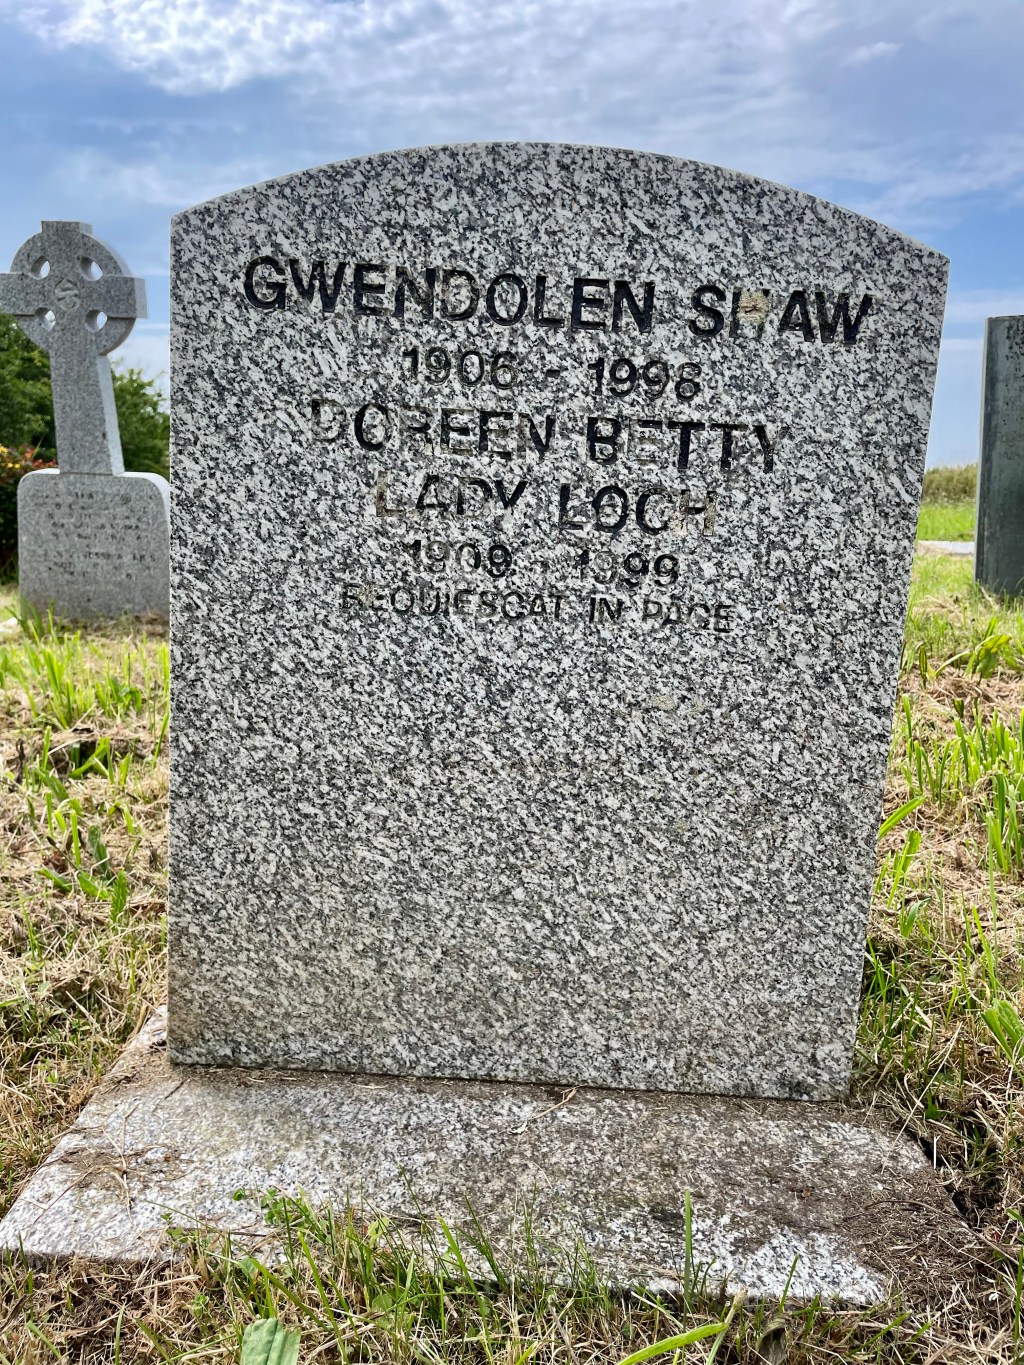 GWENDOLEN SHAW
1906 - 1998
DOREEN BETTY
LADY LOCH
1909 - 1999
REQUIESCAT IN PACE